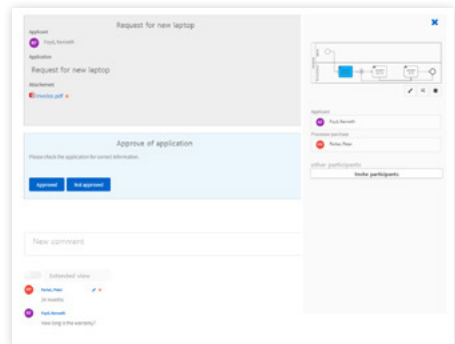 Request for new laptop
Applicant
Floyd, Kenneth
Application
Request for new laptop
Attachement
invoice.pdf
Approve of application
Please check the application for correct information.
Approved
Not approved
New comment
Extended view
Parker, Peter
24 months
Floyd, Kenneth
How long is the warranty?
Applicant
Floyd, Kenneth
Processor purchase
Parker, Peter
other participants
Invite participants